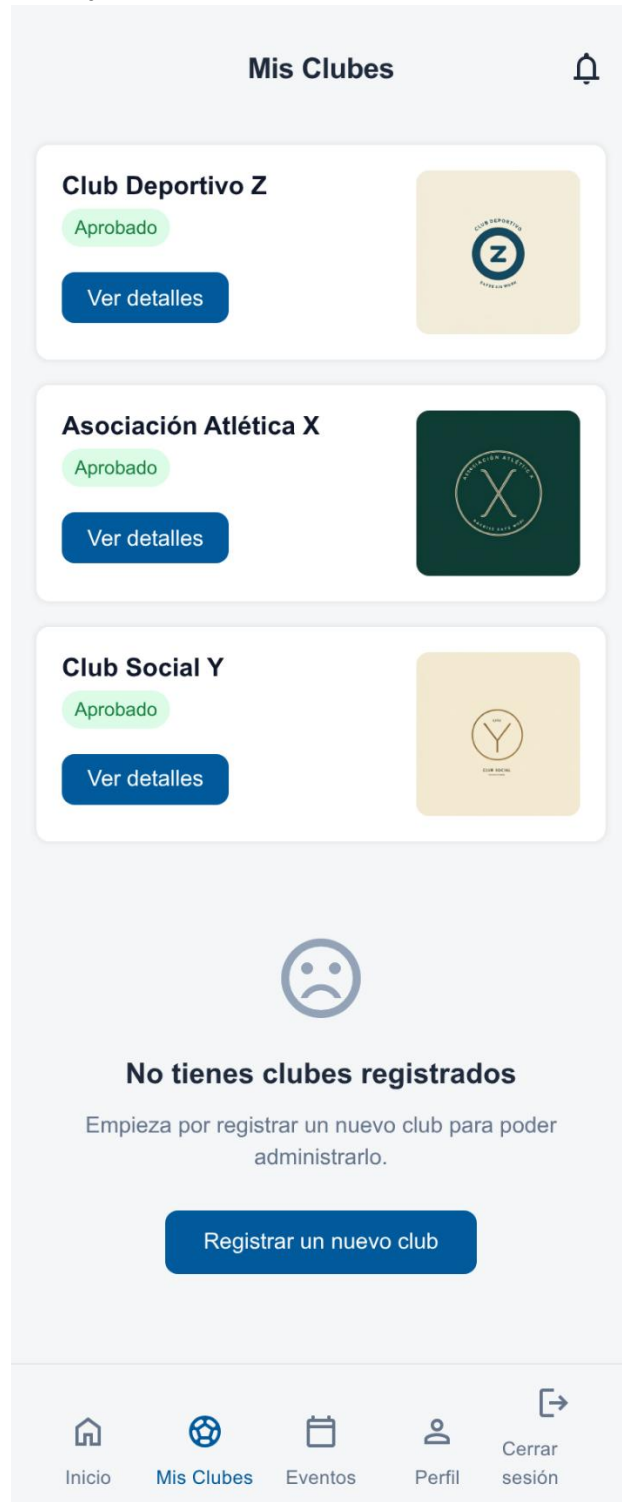 Mis Clubes
Club Deportivo Z
Aprobado
Ver detalles
CLUB DEPORTIVO
Z
Asociación Atlética X
Aprobado
Ver detalles
ASOCIACIÓN ATLÉTICA
X
Club Social Y
Aprobado
Ver detalles
Y
CLUB SOCIAL
No tienes clubes registrados
Empieza por registrar un nuevo club para poder
administrarlo.
Registrar un nuevo club
Inicio
Mis Clubes
Eventos
Perfil
Cerrar
sesión